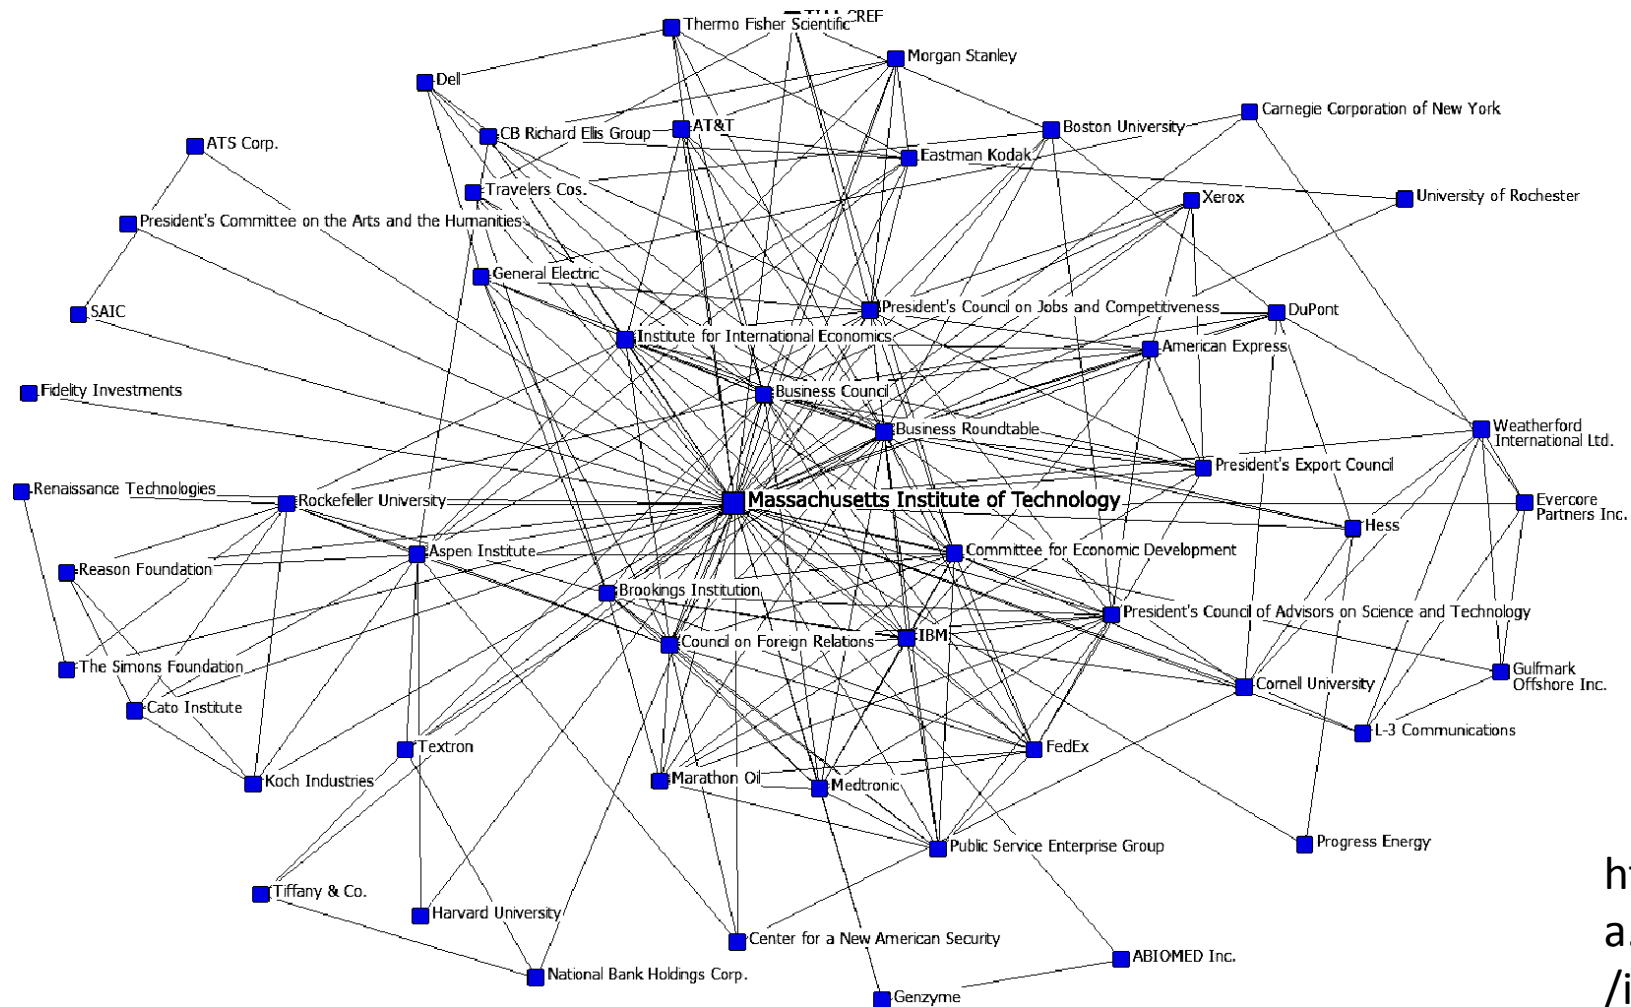 CREF
Thermo Fisher Scientific
Morgan Stanley
Dell
Carnegie Corporation of New York
CB Richard Ellis Group
AT&T
Boston University
ATS Corp.
Eastman Kodak
Travelers Cos.
Xerox
University of Rochester
President's Committee on the Arts and the Humanities
General Electric
SAIC
President's Council on Jobs and Competitiveness
DuPont
Institute for International Economics
American Express
Fidelity Investments
Business Council
Business Roundtable
Weatherford
International Ltd.
President's Export Council
Renaissance Technologies
Rockefeller University
Massachusetts Institute of Technology
Evercore
Partners Inc.
Hess
Aspen Institute
Committee for Economic Development
Reason Foundation
Brookings Institution
President's Council of Advisors on Science and Technology
Council on Foreign Relations
IBM
The Simons Foundation
Gulfmark
Offshore Inc.
Cornell University
Cato Institute
L-3 Communications
Textron
FedEx
Koch Industries
Marathon Oil
Medtronic
Public Service Enterprise Group
Progress Energy
Tiffany & Co.
Harvard University
Center for a New American Security
ABIOMED Inc.
National Bank Holdings Corp.
Genzyme
a.
/i